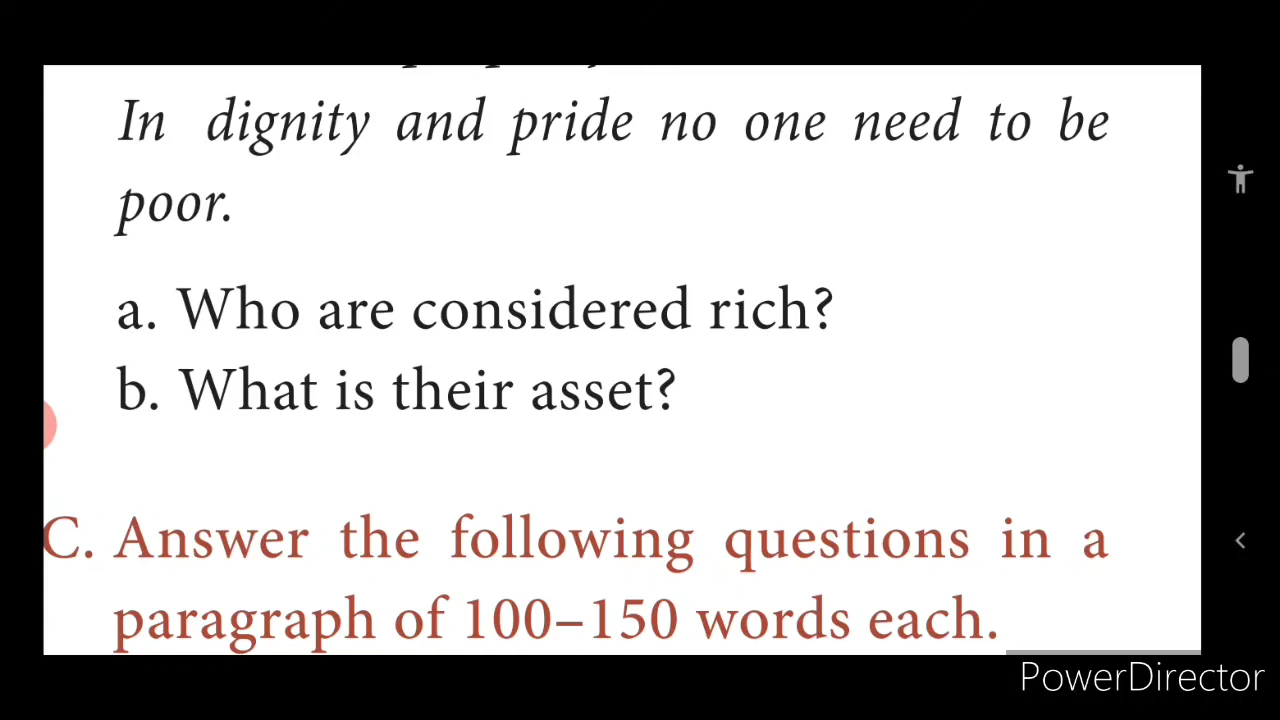 In dignity and pride no one need to be
poor.
a. Who are considered rich?
b. What is their asset?
C. Answer the following questions in a
paragraph of 100–150 words each.
PowerDirector